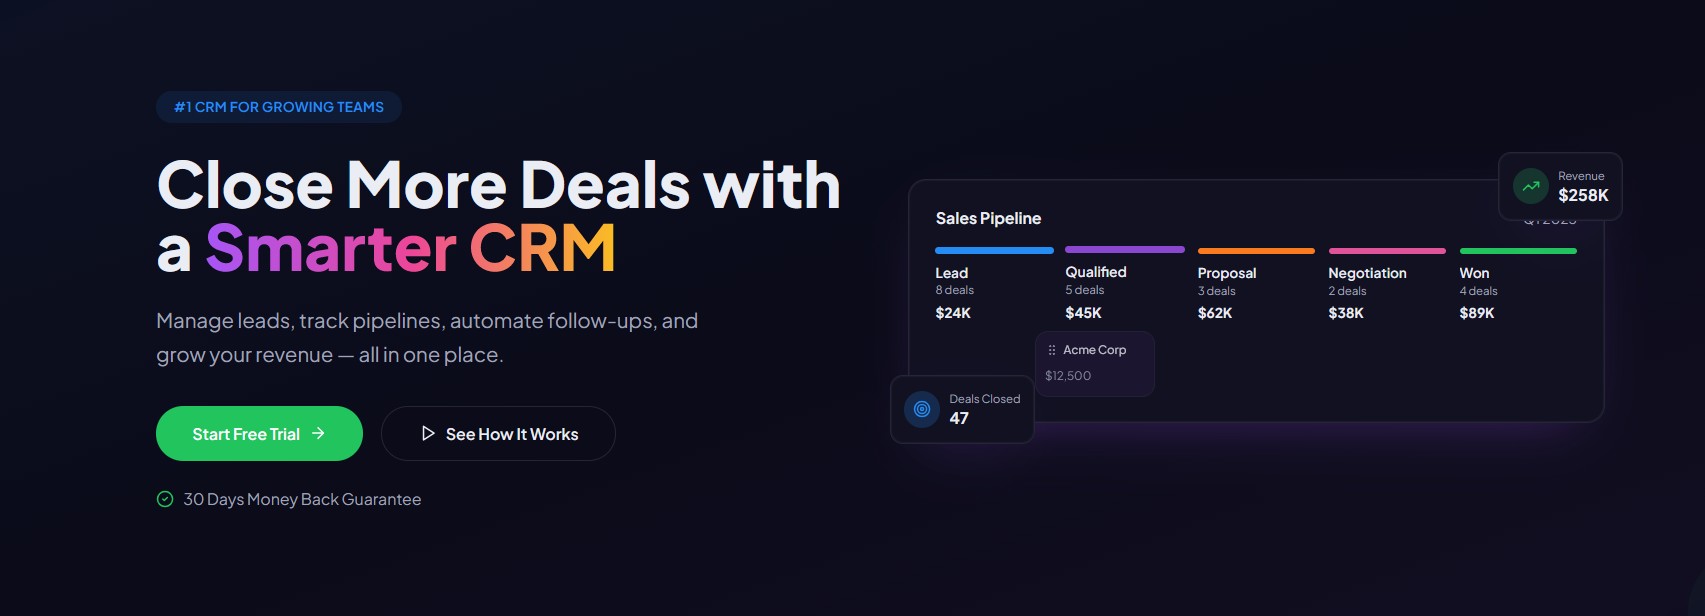 #1 CRM FOR GROWING TEAMS
Close More Deals with
a Smarter CRM
Manage leads, track pipelines, automate follow-ups, and
grow your revenue — all in one place.
Start Free Trial
See How It Works
30 Days Money Back Guarantee
Revenue
$258K
Sales Pipeline
Lead
8 deals
$24K
Qualified
5 deals
$45K
Proposal
3 deals
$62K
Negotiation
2 deals
$38K
Won
4 deals
$89K
Acme Corp
$12,500
Deals Closed
47